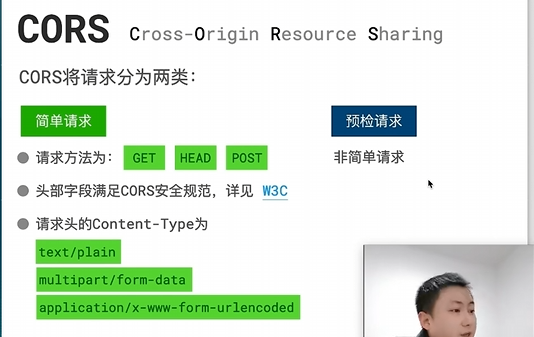 CORS Cross-Origin Resource Sharing
CORS将请求分为两类：
简单请求
请求方法为： GET HEAD POST
头部字段满足CORS安全规范，详见 W3C
请求头的Content-Type为
text/plain
multipart/form-data
application/x-www-form-urlencoded
预检请求
非简单请求